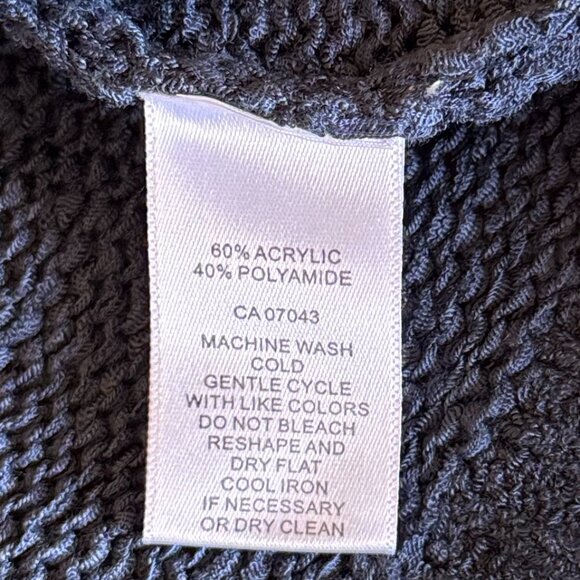 60% ACRYLIC
40% POLYAMIDE
CA 07043
MACHINE WASH
COLD
GENTLE CYCLE
WITH LIKE COLORS
DO NOT BLEACH
RESHAPE AND
DRY FLAT
COOL IRON
IF NECESSARY
OR DRY CLEAN